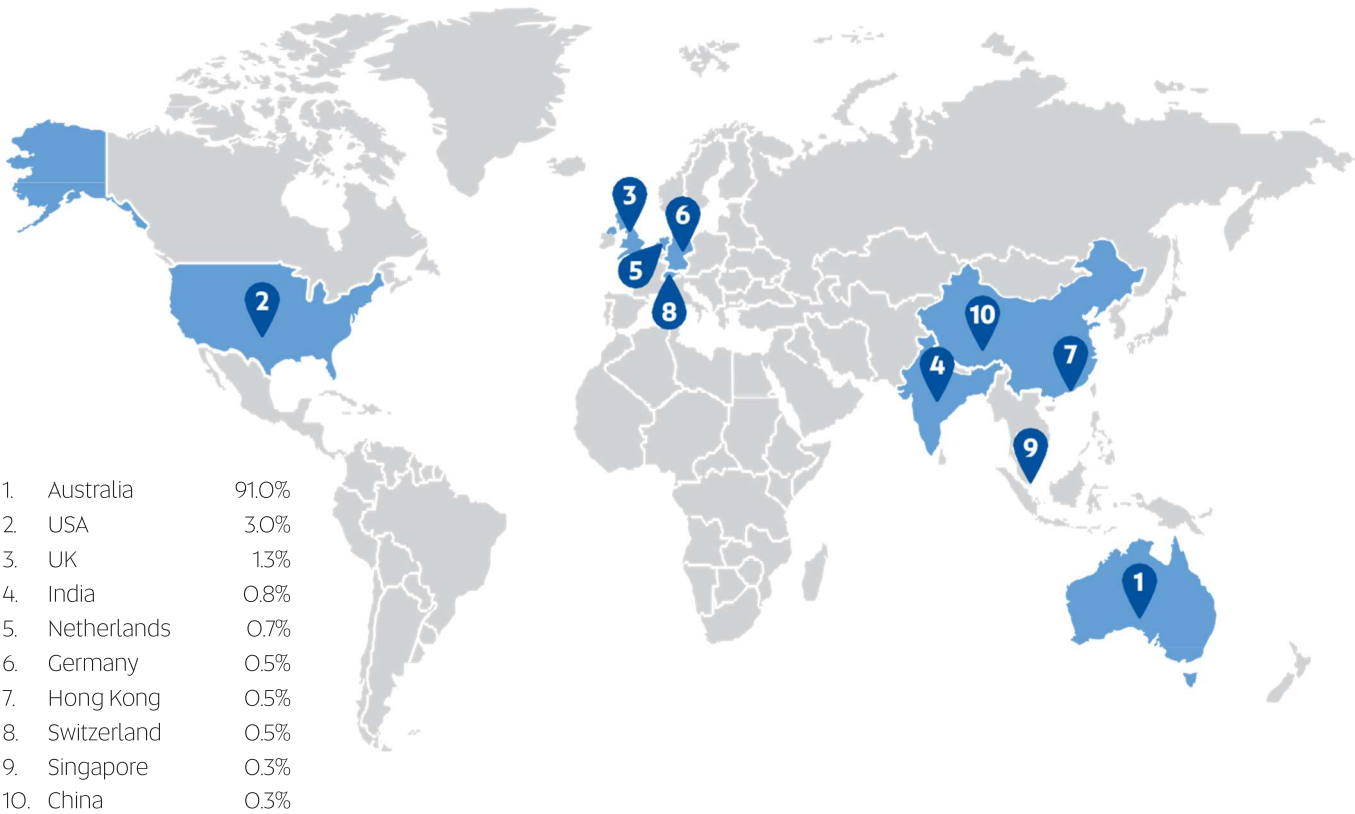 3
6
5
2
8
10
7
4
9
1
1. Australia 91.0%
2. USA 3.0%
3. UK 1.3%
4. India 0.8%
5. Netherlands 0.7%
6. Germany 0.5%
7. Hong Kong 0.5%
8. Switzerland 0.5%
9. Singapore 0.3%
10. China 0.3%